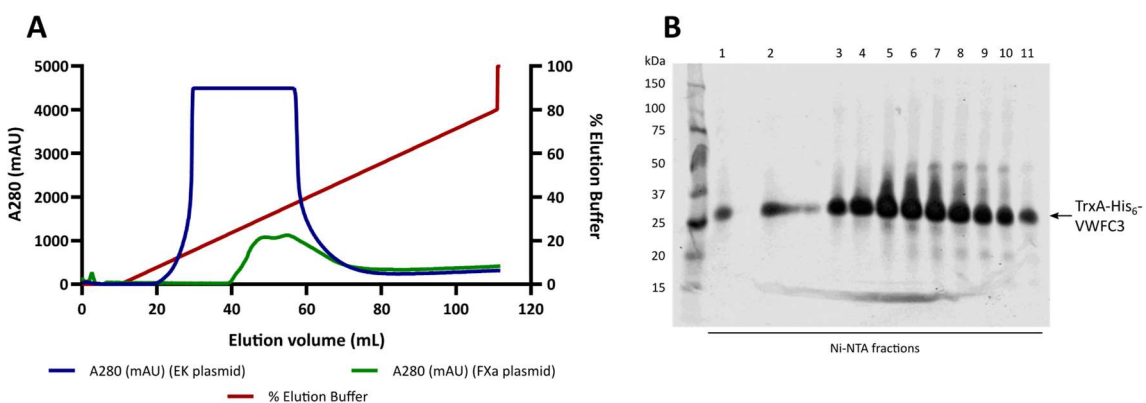 A
5000
4000
3000
2000
1000
0
A280 (mAU)
100
80
60
40
20
0
% Elution Buffer
0 20 40 60 80 100 120
Elution volume (mL)
A280 (mAU) (EK plasmid)
A280 (mAU) (FXa plasmid)
% Elution Buffer
B
kDa
1 2 3 4 5 6 7 8 9 10 11
150
100
75
50
37
25
20
15
TrxA-His₆-
VWFC3
Ni-NTA fractions